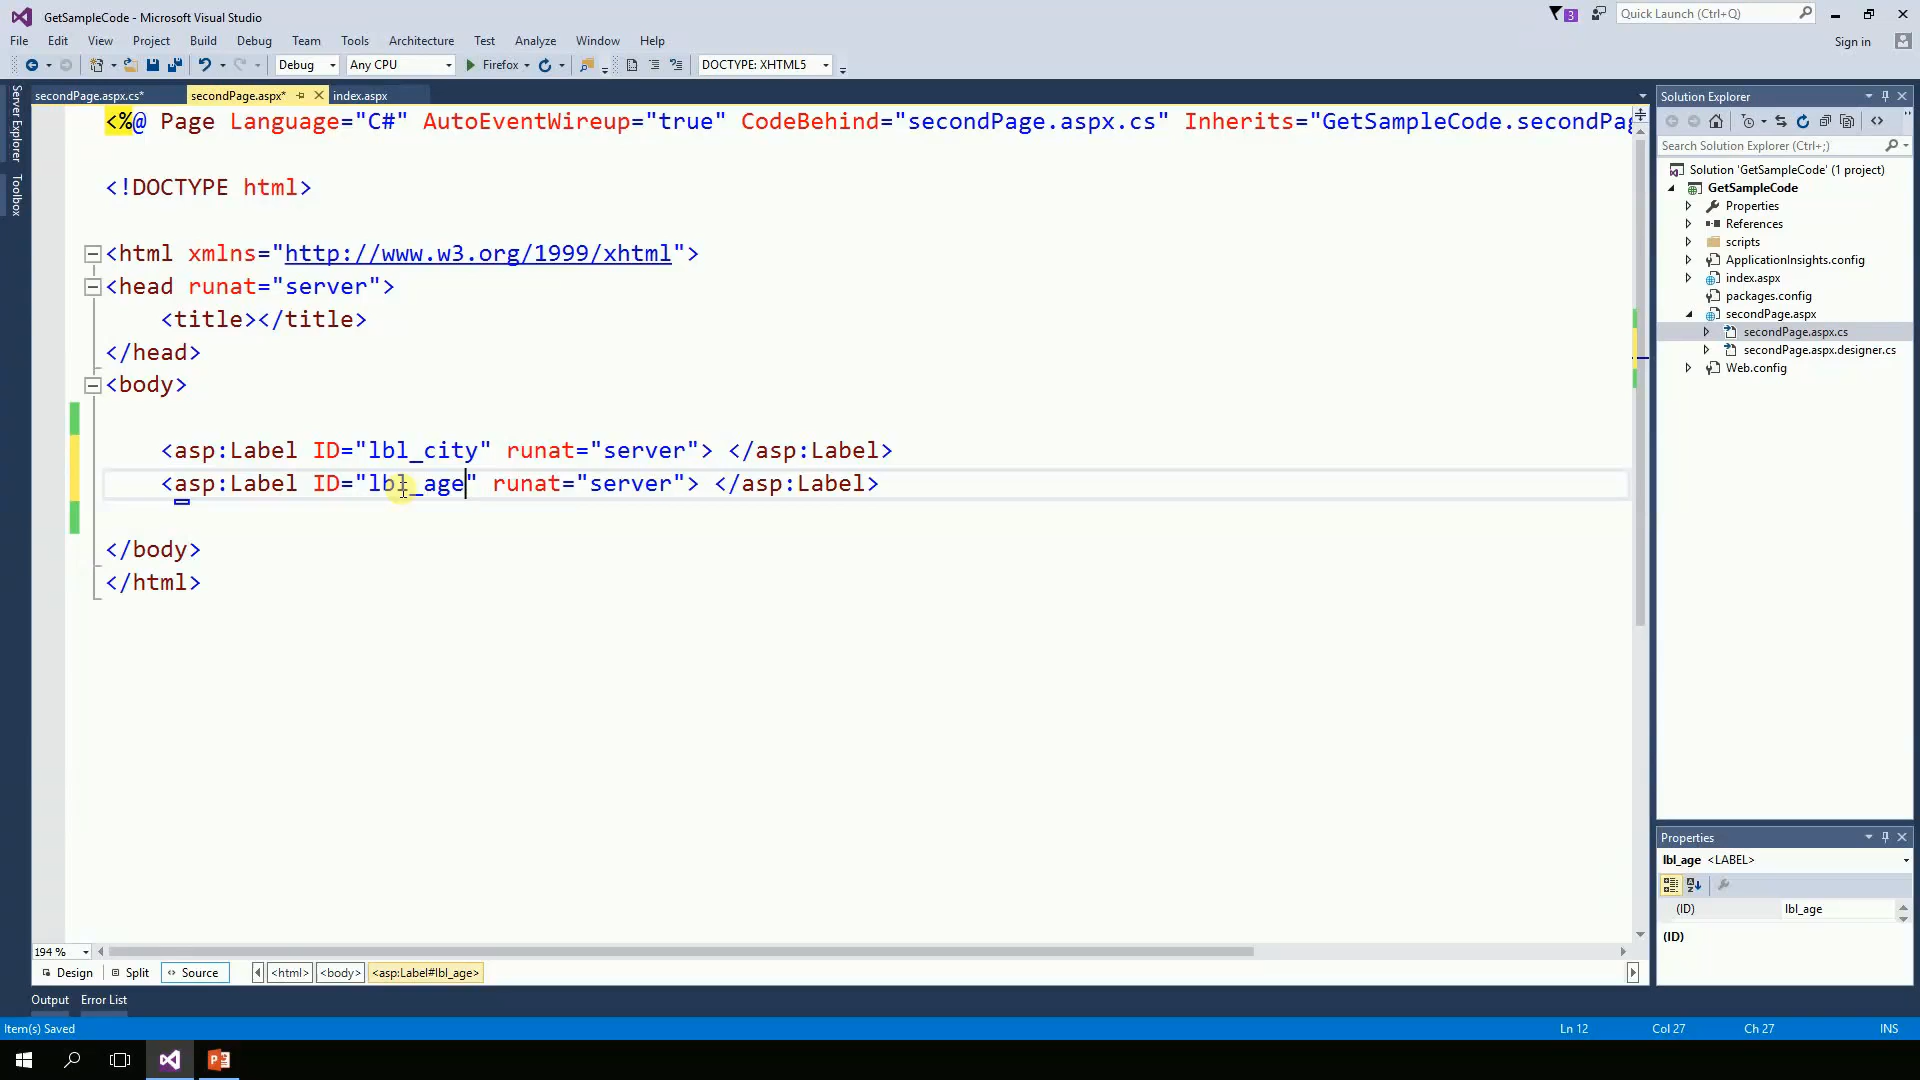 GetSampleCode - Microsoft Visual Studio
3
Quick Launch (Ctrl+Q)
File Edit View Project Build Debug Team Tools Architecture Test Analyze Window Help
Sign in
Debug Any CPU Firefox DOCTYPE: XHTML5
Server Explorer
Toolbox
secondPage.aspx.cs* secondPage.aspx* index.aspx
<%@ Page Language="C#" AutoEventWireup="true" CodeBehind="secondPage.aspx.cs" Inherits="GetSampleCode.secondPag
<!DOCTYPE html>
<html xmlns="http://www.w3.org/1999/xhtml">
<head runat="server">
<title></title>
</head>
<body>
<asp:Label ID="lbl_city" runat="server"> </asp:Label>
<asp:Label ID="lbl_age" runat="server"> </asp:Label>
</body>
</html>
Solution Explorer
Search Solution Explorer (Ctrl+;)
Solution 'GetSampleCode' (1 project)
GetSampleCode
Properties
References
scripts
ApplicationInsights.config
index.aspx
packages.config
secondPage.aspx
secondPage.aspx.cs
secondPage.aspx.designer.cs
Web.config
Properties
lbl_age <LABEL>
(ID) lbl_age
(ID)
194 %
Design Split Source <html> <body> <asp:Label#lbl_age>
Output Error List
Item(s) Saved Ln 12 Col 27 Ch 27 INS